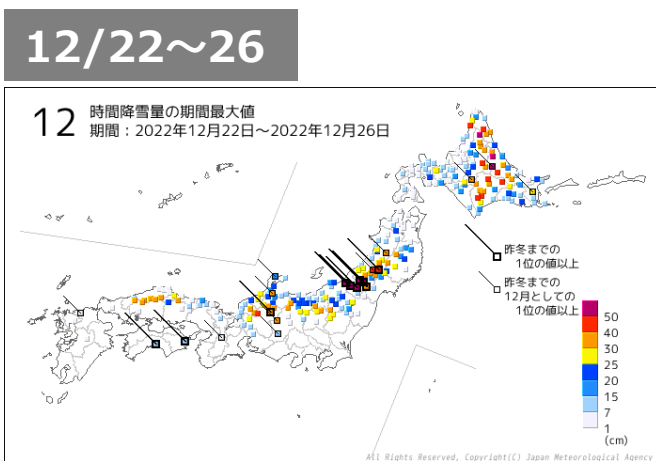 12/22～26
12 時間降雪量の期間最大値
期間：2022年12月22日～2022年12月26日
昨冬までの
1位の値以上
昨冬までの
12月としての
1位の値以上
50
40
30
25
20
15
7
1
(cm)
All Rights Reserved, Copyright(C) Japan Meteorological Agency